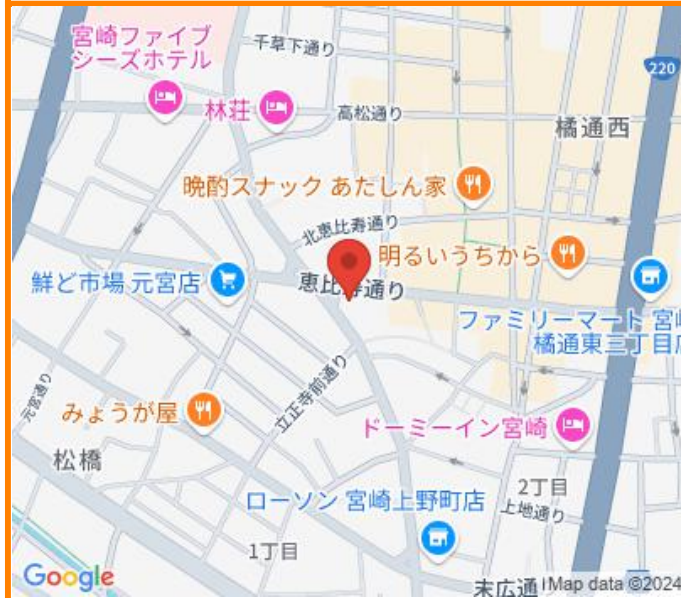 宮崎ファイブ
シーズホテル
千草下通り
220
林荘
高松通り
橘通西
晩酌スナック あたしん家
北恵比寿通り
明るいうちから
鮮ど市場 元宮店
恵比寿通り
ファミリーマート 宮崎
橘通東三丁目店
元宮通り
みょうが屋
立正寺前通り
ドーミーイン宮崎
松橋
ローソン 宮崎上野町店
2丁目
上地通り
1丁目
Google
末広通
Map data ©2024